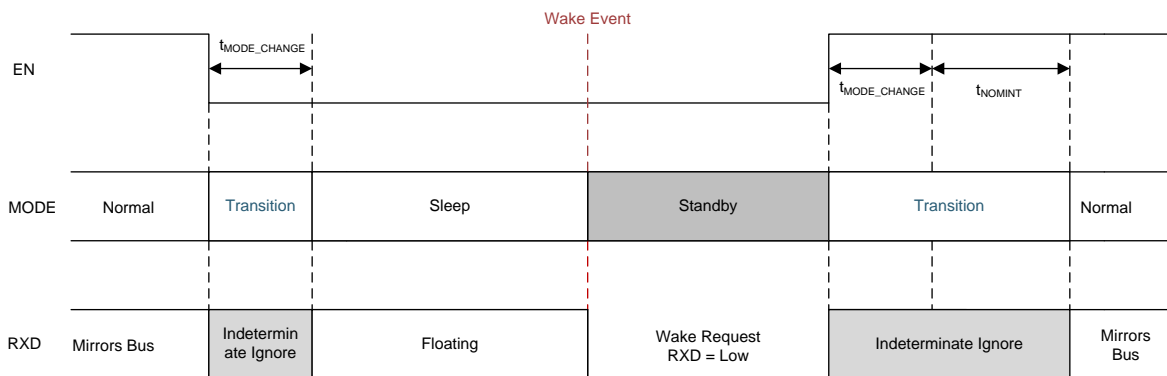 Wake Event
EN
tMODE_CHANGE
tMODE_CHANGE
tNOMINT
MODE
Normal
Transition
Sleep
Standby
Transition
Normal
RXD
Mirrors Bus
Indetermin
ate Ignore
Floating
Wake Request
RXD = Low
Indeterminate Ignore
Mirrors
Bus